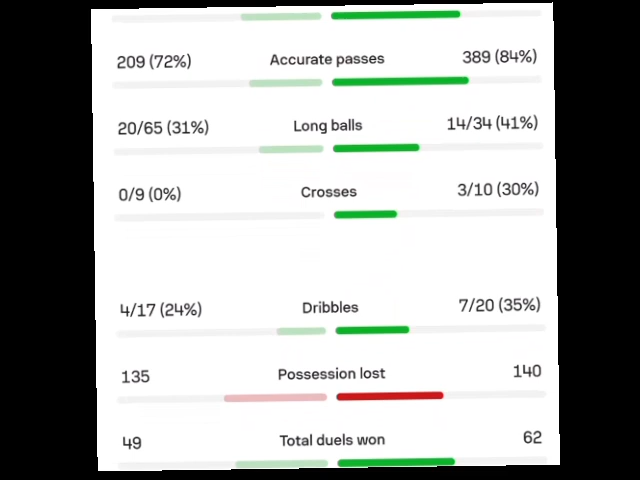 209 (72%) Accurate passes 389 (84%)
20/65 (31%) Long balls 14/34 (41%)
0/9 (0%) Crosses 3/10 (30%)
4/17 (24%) Dribbles 7/20 (35%)
135 Possession lost 140
49 Total duels won 62